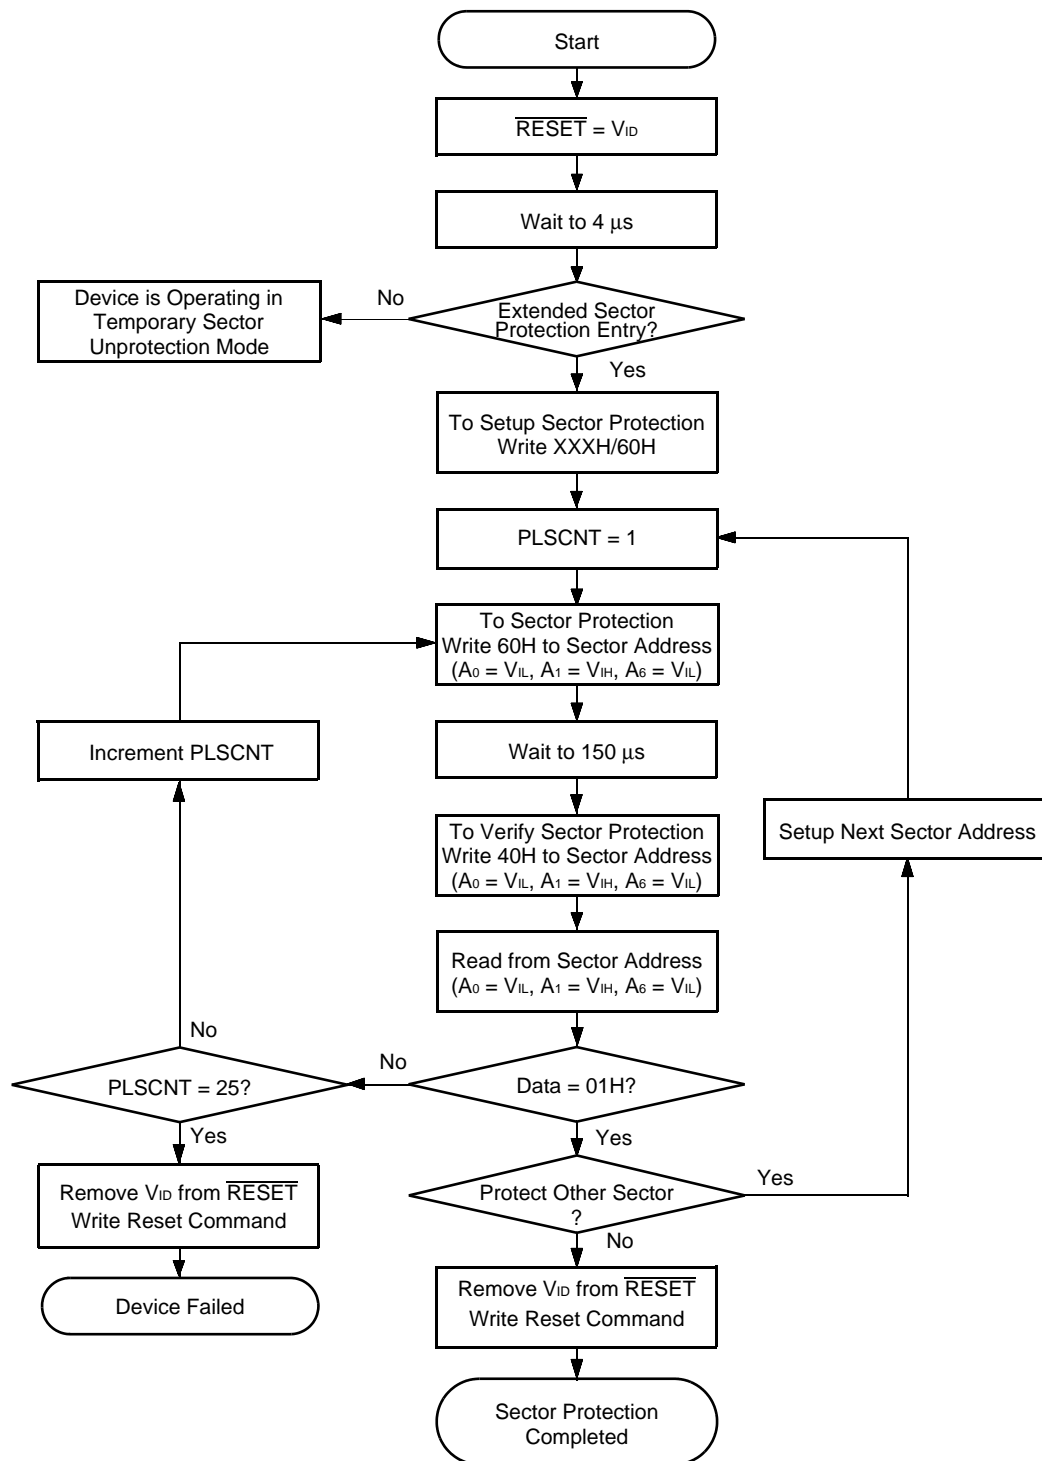 Start
RESET = VID
Wait to 4 μs
No
Device is Operating in
Temporary Sector
Unprotection Mode
Extended Sector
Protection Entry?
Yes
To Setup Sector Protection
Write XXXH/60H
PLSCNT = 1
To Sector Protection
Write 60H to Sector Address
(A0 = VIL, A1 = VIH, A6 = VIL)
Increment PLSCNT
Wait to 150 μs
To Verify Sector Protection
Write 40H to Sector Address
(A0 = VIL, A1 = VIH, A6 = VIL)
Setup Next Sector Address
Read from Sector Address
(A0 = VIL, A1 = VIH, A6 = VIL)
No
No
PLSCNT = 25?
Data = 01H?
Yes
Yes
Remove VID from RESET
Write Reset Command
Protect Other Sector
?
Yes
No
Device Failed
Remove VID from RESET
Write Reset Command
Sector Protection
Completed